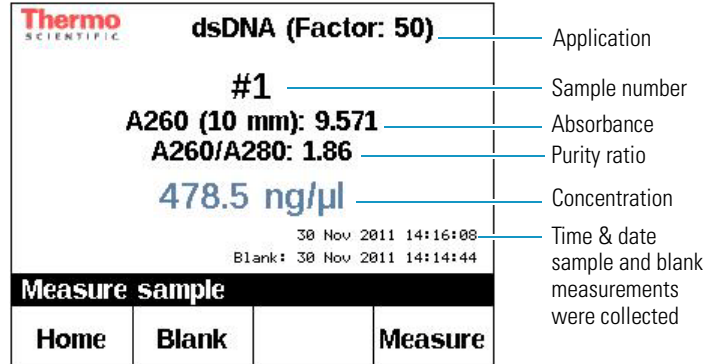 Thermo
SCIENTIFIC
dsDNA (Factor: 50)
Application
#1
Sample number
A260 (10 mm): 9.571
Absorbance
A260/A280: 1.86
Purity ratio
478.5 ng/µl
Concentration
30 Nov 2011 14:16:08
Blank: 30 Nov 2011 14:14:44
Time & date
sample and blank
measurements
were collected
Measure sample
Home Blank Measure